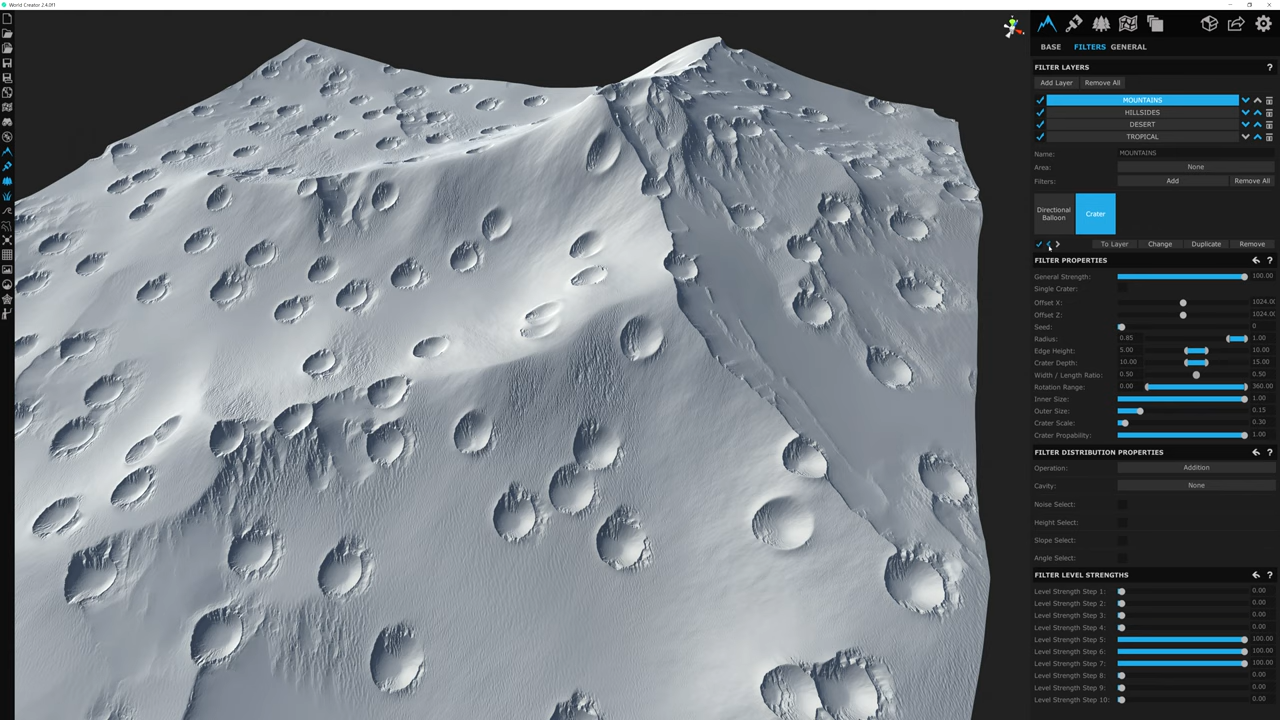 World Creator 2.4.0f1
BASE FILTERS GENERAL
FILTER LAYERS ?
Add Layer Remove All
MOUNTAINS
HILLSIDES
DESERT
TROPICAL
Name: MOUNTAINS
Area: None
Filters: Add Remove All
Directional Balloon
Crater
To Layer Change Duplicate Remove
FILTER PROPERTIES ?
General Strength: 100.00
Single Crater:
Offset X: 1024.00
Offset Z: 1024.00
Seed: 0
Radius: 0.85 1.00
Edge Height: 5.00 10.00
Crater Depth: 10.00 15.00
Width / Length Ratio: 0.50 0.50
Rotation Range: 0.00 360.00
Inner Size: 1.00
Outer Size: 0.15
Crater Scale: 0.30
Crater Propability: 1.00
FILTER DISTRIBUTION PROPERTIES ?
Operation: Addition
Cavity: None
Noise Select:
Height Select:
Slope Select:
Angle Select:
FILTER LEVEL STRENGTHS ?
Level Strength Step 1: 0.00
Level Strength Step 2: 0.00
Level Strength Step 3: 0.00
Level Strength Step 4: 0.00
Level Strength Step 5: 100.00
Level Strength Step 6: 100.00
Level Strength Step 7: 100.00
Level Strength Step 8: 0.00
Level Strength Step 9: 0.00
Level Strength Step 10: 0.00